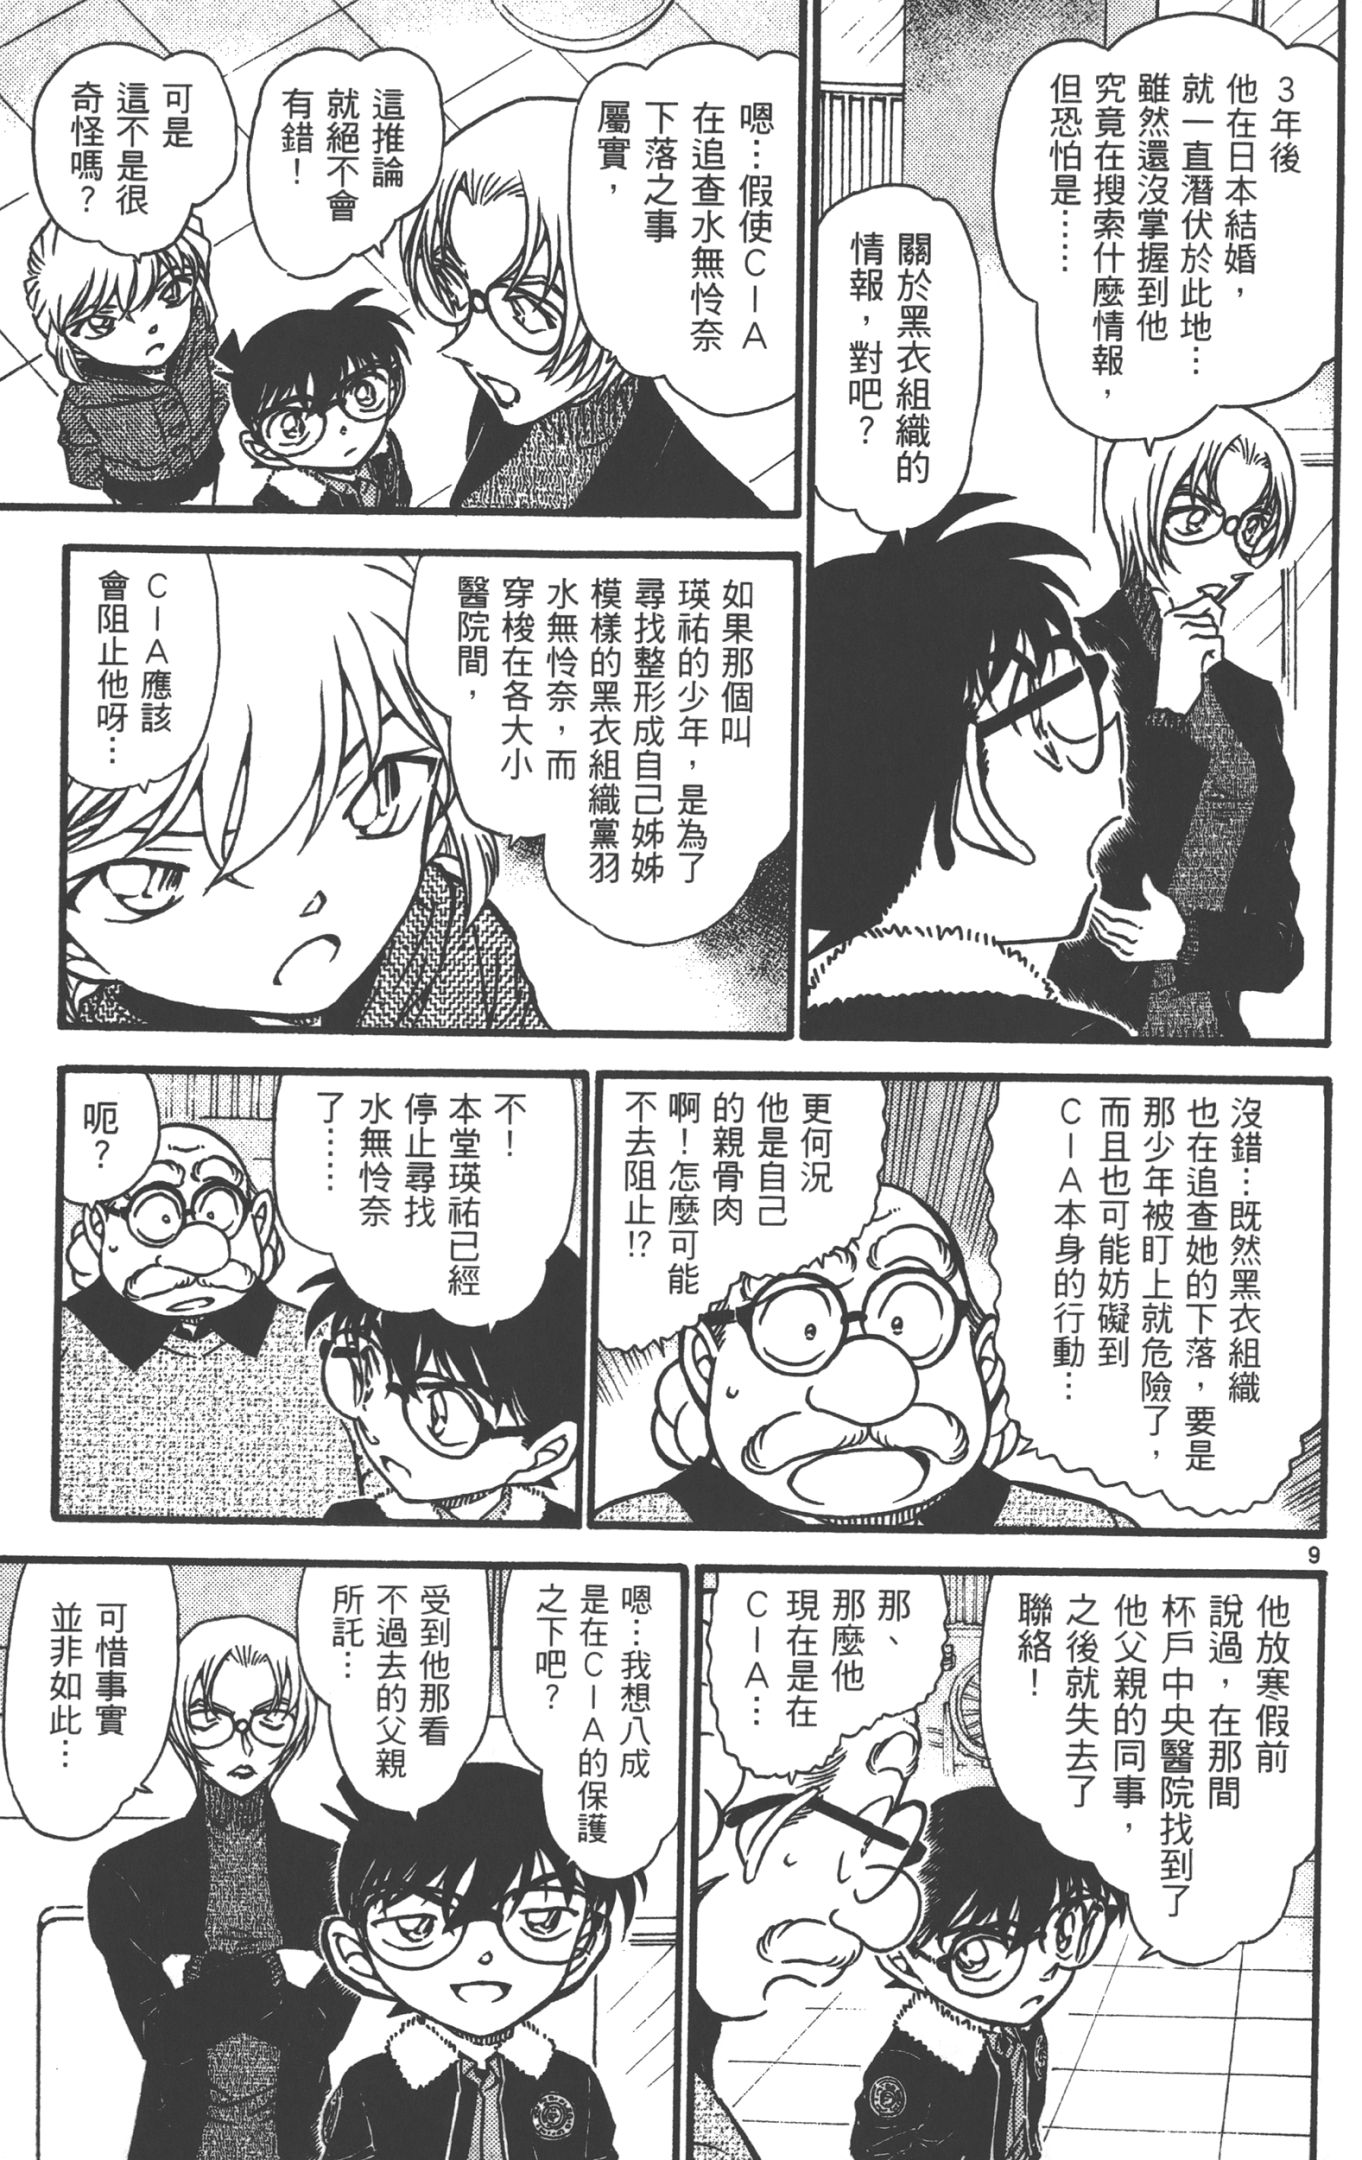 3年後
他在日本結婚，
就一直潛伏於此地…
雖然還沒掌握到他
究竟在搜索什麼情報，
但恐怕是……
關於黑衣組織的
情報，對吧？
嗯…假使CIA
在追查水無怜奈
下落之事
屬實，
這推論
就絕不會
有錯！
可是
這不是很
奇怪嗎？
如果那個叫
瑛祐的少年，是為了
尋找整形成自己姊姊
模樣的黑衣組織黨羽
水無怜奈，而
穿梭在各大小
醫院間，
CIA應該
會阻止他呀…
沒錯…既然黑衣組織
也在追查她的下落，要是
那少年被盯上就危險了，
而且也可能妨礙到
CIA本身的行動…
更何況
他是自己
的親骨肉
啊！怎麼可能
不去阻止!?
不！
本堂瑛祐已經
停止尋找
水無怜奈
了……
呃？
9
他放寒假前
說過，在那間
杯戶中央醫院找到了
他父親的同事，
之後就失去了
聯絡！
那、
那麼他
現在是在
CIA…
嗯…我想八成
是在CIA的保護
之下吧？
受到他那看
不過去的父親
所託…
可惜事實
並非如此…